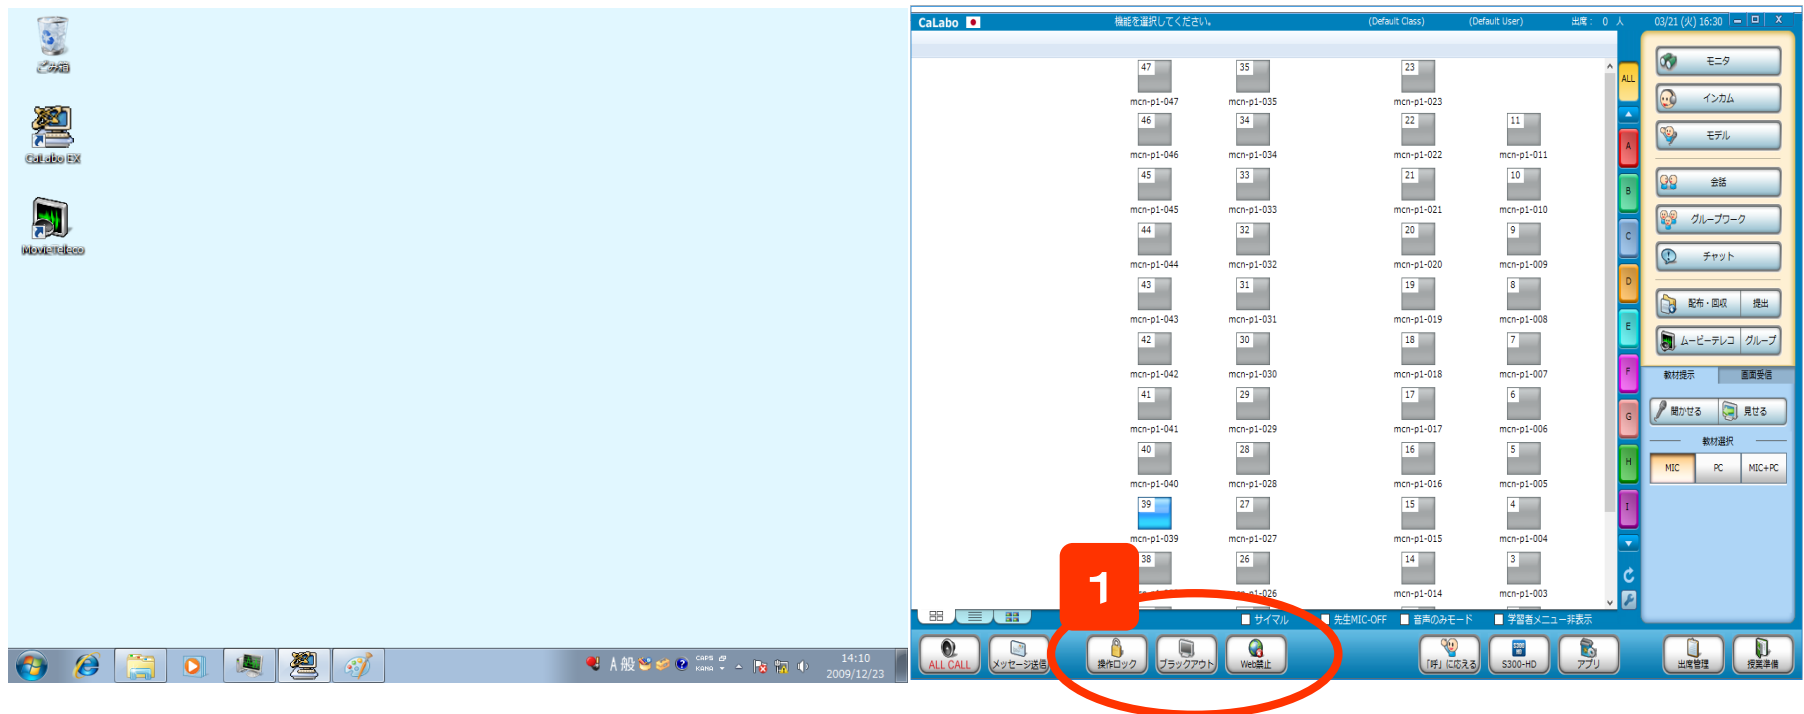 ごみ箱
CaLabo EX
MovieTeleco
A 般
CAPS
KANA
14:10
2009/12/23
CaLabo
機能を選択してください。
(Default Class)
(Default User)
出席： 0 人
03/21 (火) 16:30
47 35 23
mcn-p1-047 mcn-p1-035 mcn-p1-023
46 34 22 11
mcn-p1-046 mcn-p1-034 mcn-p1-022 mcn-p1-011
45 33 21 10
mcn-p1-045 mcn-p1-033 mcn-p1-021 mcn-p1-010
44 32 20 9
mcn-p1-044 mcn-p1-032 mcn-p1-020 mcn-p1-009
43 31 19 8
mcn-p1-043 mcn-p1-031 mcn-p1-019 mcn-p1-008
42 30 18 7
mcn-p1-042 mcn-p1-030 mcn-p1-018 mcn-p1-007
41 29 17 6
mcn-p1-041 mcn-p1-029 mcn-p1-017 mcn-p1-006
40 28 16 5
mcn-p1-040 mcn-p1-028 mcn-p1-016 mcn-p1-005
39 27 15 4
mcn-p1-039 mcn-p1-027 mcn-p1-015 mcn-p1-004
38 26 14 3
mcn-p1-014 mcn-p1-003
1
ALL
A
B
C
D
E
F
G
H
I
モニタ
インカム
モデル
会話
グループワーク
チャット
配布・回収 提出
ムービーテレコ グループ
教材提示 画面受信
聞かせる 見せる
教材選択
MIC PC MIC+PC
サイマル 先生MIC-OFF 音声のみモード 学習者メニュー非表示
ALL CALL メッセージ送信 操作ロック ブラックアウト Web禁止 「呼」に応える S300-HD アプリ 出席管理 授業準備